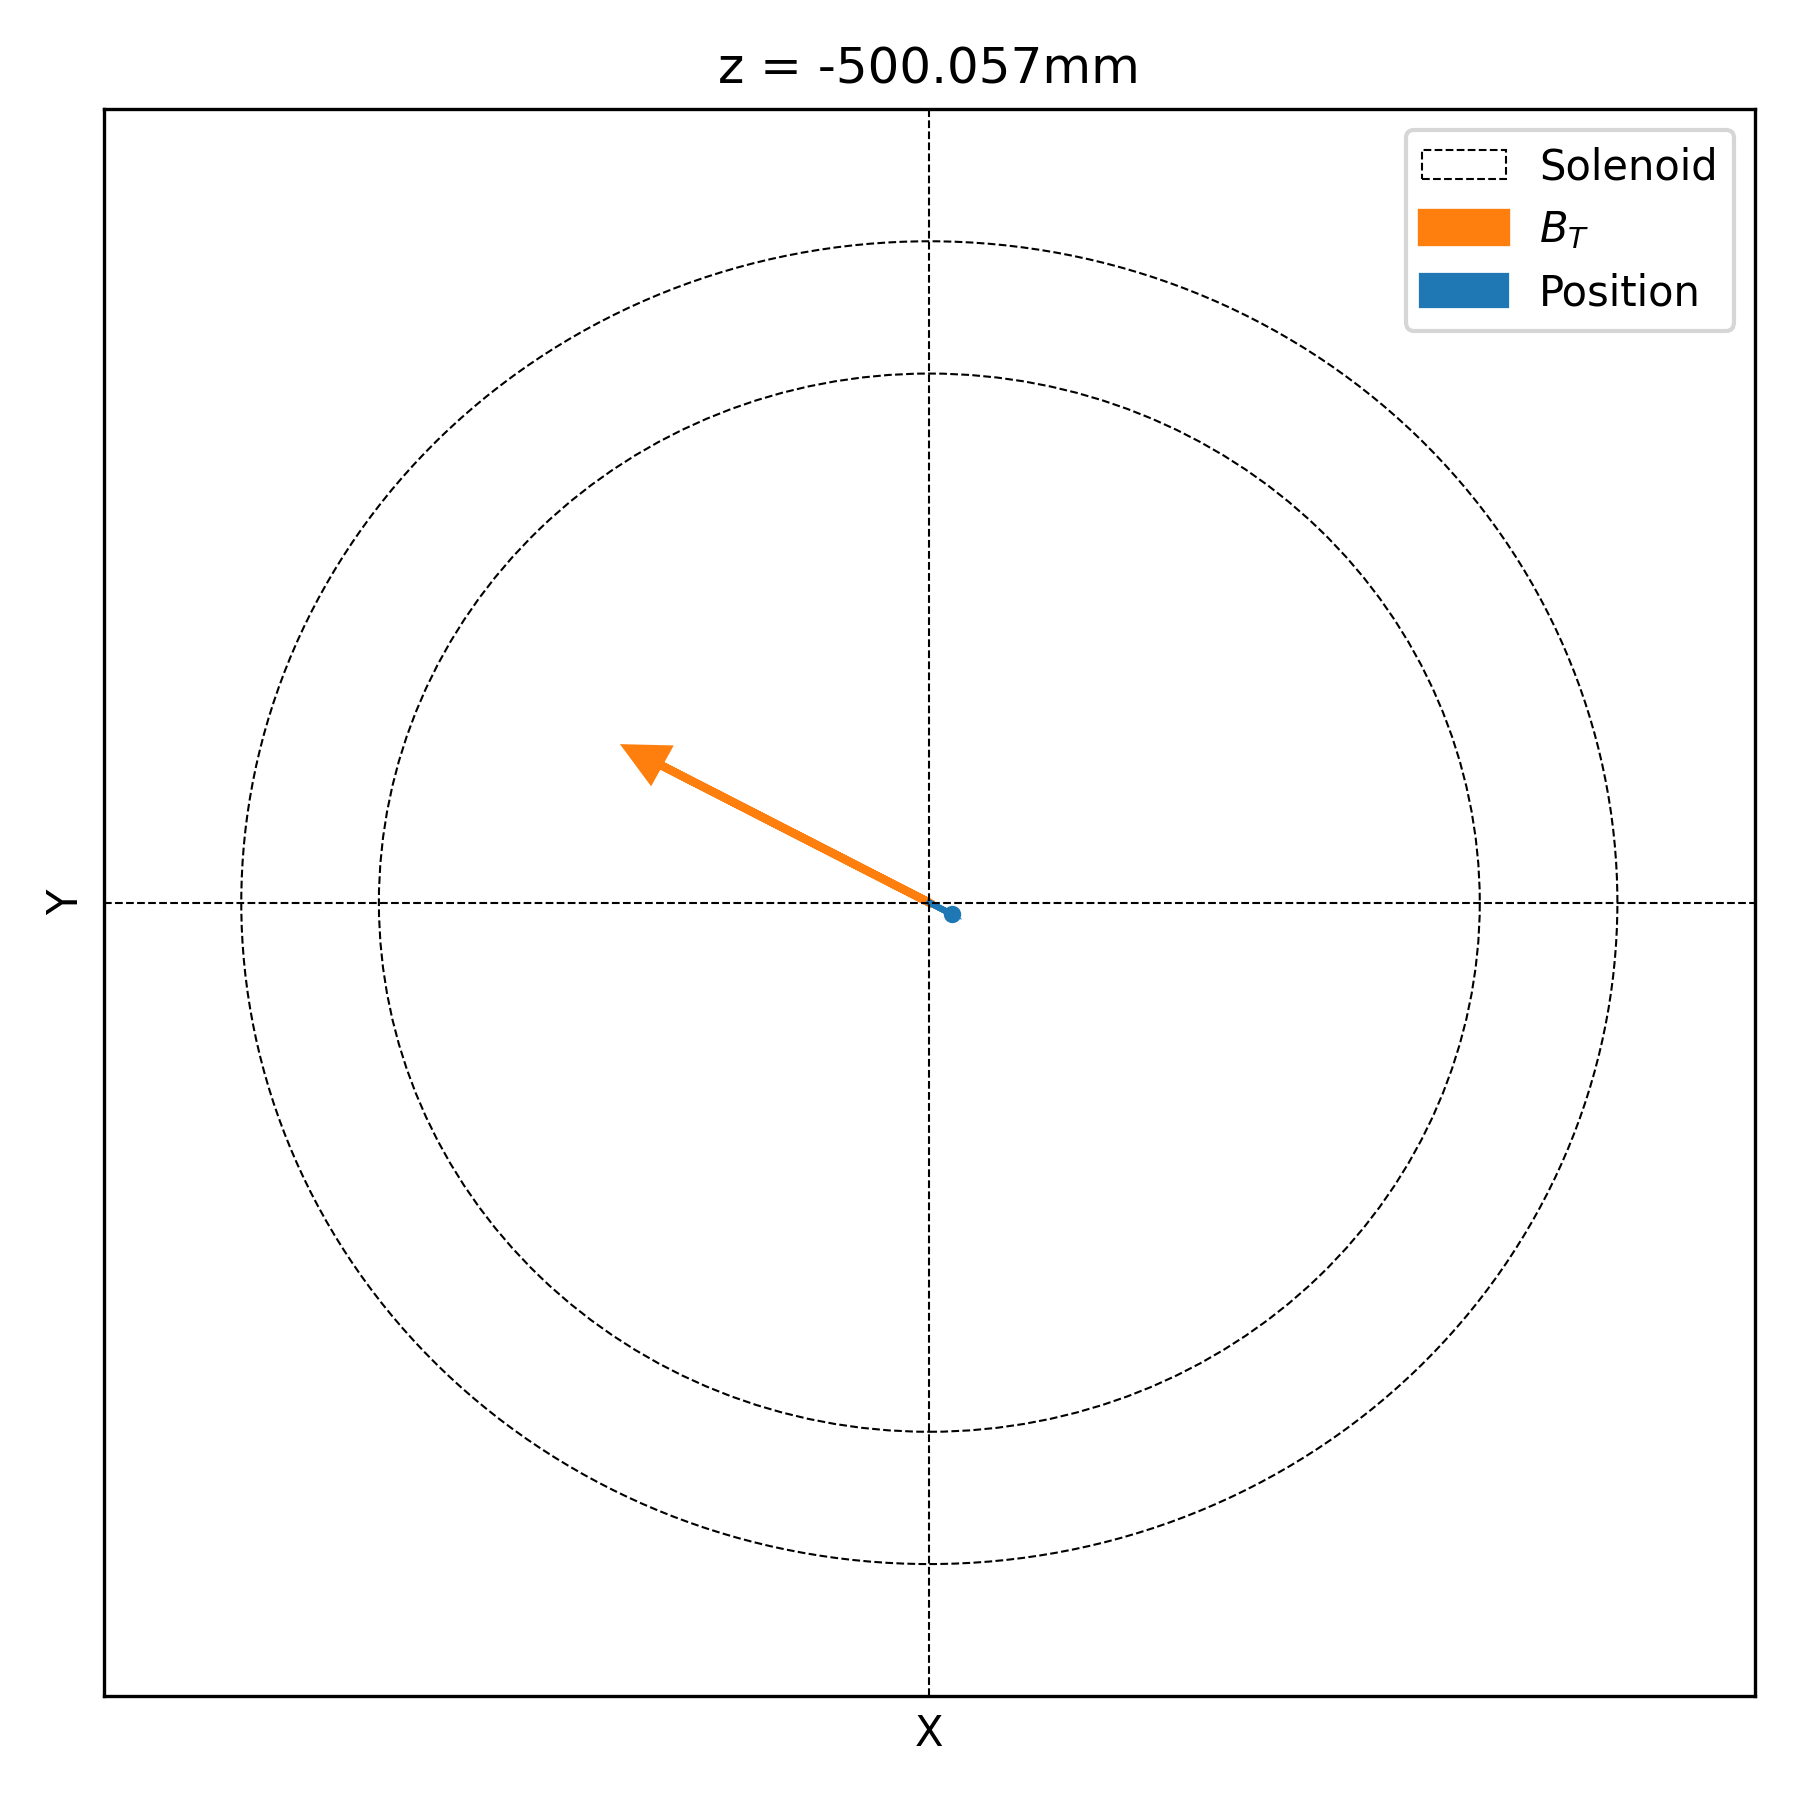 z = -500.057mm
Solenoid
B_T
Position
Y
X